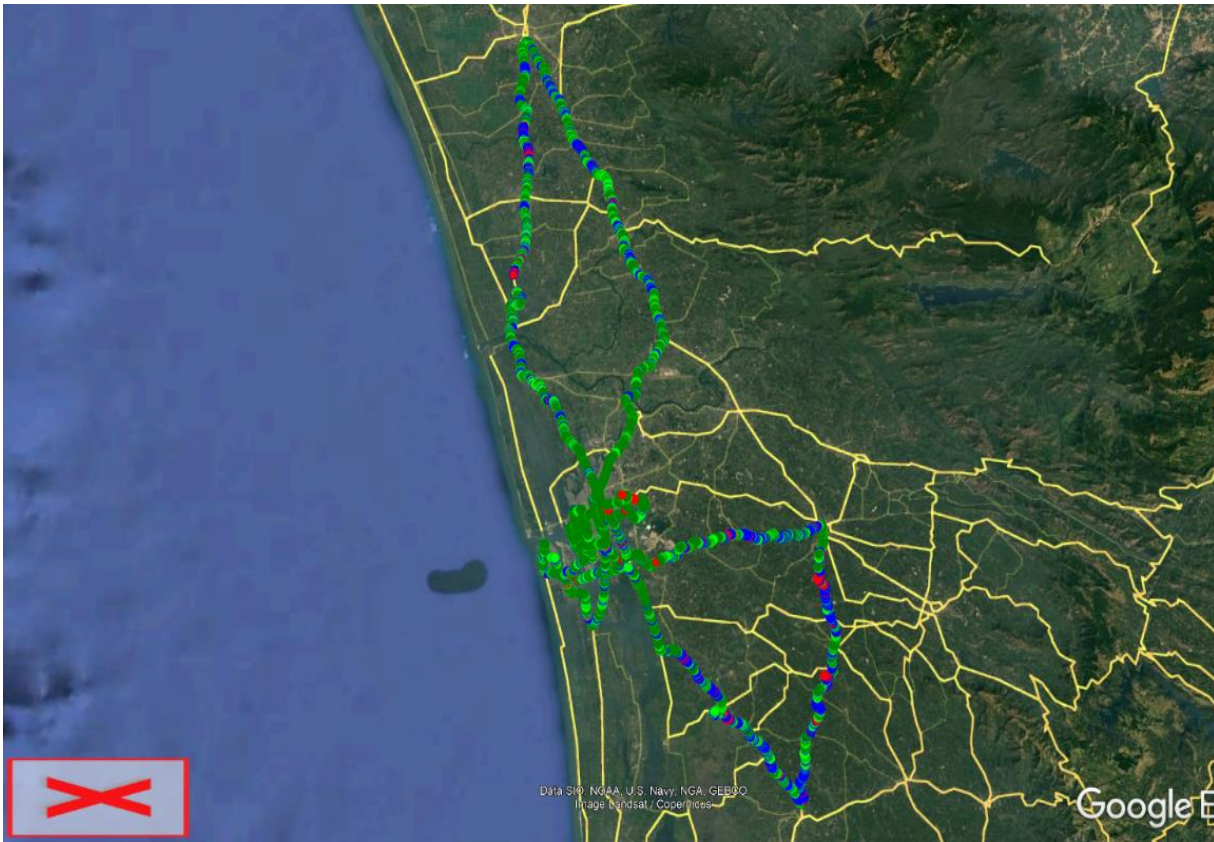 Data SIO, NOAA, U.S. Navy, NGA, GEBCO
Image Landsat / Copernicus
Google E